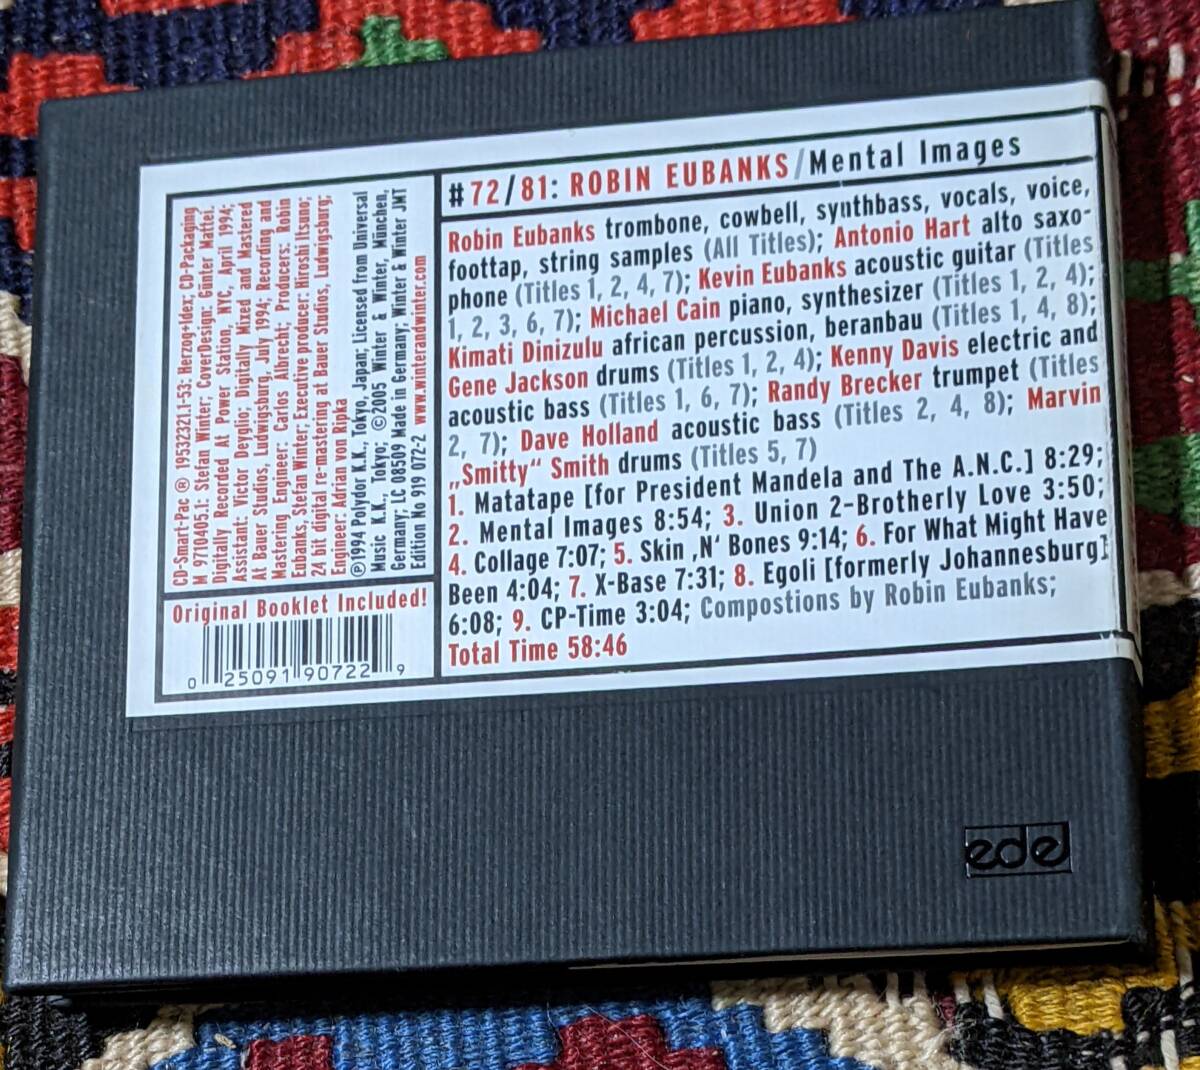 #72/81: ROBIN EUBANKS/Mental Images
Robin Eubanks trombone, cowbell, synthbass, vocals, voice,
foottap, string samples (All Titles); Antonio Hart alto saxo-
phone (Titles 1, 2, 4, 7); Kevin Eubanks acoustic guitar (Titles
1, 2, 3, 6, 7); Michael Cain piano, synthesizer (Titles 1, 2, 4);
Kimati Dinizulu african percussion, beranbau (Titles 1, 4, 8);
Gene Jackson drums (Titles 1, 2, 4); Kenny Davis electric and
acoustic bass (Titles 1, 6, 7); Randy Brecker trumpet (Titles
2, 7); Dave Holland acoustic bass (Titles 2, 4, 8); Marvin
„Smitty“ Smith drums (Titles 5, 7)
1. Matatape [for President Mandela and The A.N.C.] 8:29;
2. Mental Images 8:54; 3. Union 2-Brotherly Love 3:50;
4. Collage 7:07; 5. Skin ‚N‘ Bones 9:14; 6. For What Might Have
Been 4:04; 7. X-Base 7:31; 8. Egoli [formerly Johannesburg]
6:08; 9. CP-Time 3:04; Compostions by Robin Eubanks;
Total Time 58:46
CD-Smart-Pac ® 19532321.1-53: Herzog+Idex; CD-Packaging
M 9710405.1: Stefan Winter; CoverDesign: Günter Mattei.
Digitally Recorded At Power Station, NYC, April 1994;
Assistant: Victor Deyglio; Digitally Mixed and Mastered
At Bauer Studios, Ludwigsburg, July 1994; Recording and
Mastering Engineer: Carlos Albrecht; Producers: Robin
Eubanks, Stefan Winter; Executive producer: Hiroshi Itsuno;
24 bit digital re-mastering at Bauer Studios, Ludwigsburg;
Engineer: Adrian von Ripka
℗1994 Polydor K.K., Tokyo, Japan; Licensed from Universal
Music K.K., Tokyo; ©2005 Winter & Winter, München,
Germany; LC 08509 Made in Germany; Winter & Winter JMT
Edition No 919 072-2 www.winterandwinter.com
Original Booklet Included!
0 25091 90722 9
edel